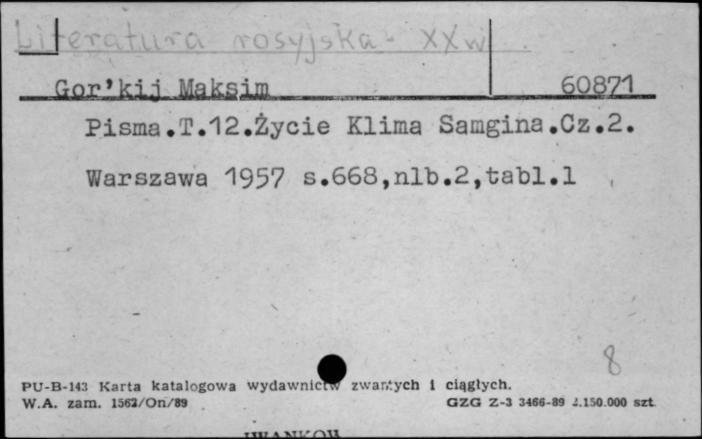 Literatura rosyjska - XX w
Gor'kij Maksim 60871
Pisma.T.12.Życie Klima Samgina.Cz.2.
Warszawa 1957 s.668,nlb.2,tabl.1
8
PU-B-143 Karta katalogowa wydawnictw zwartych i ciągłych.
W.A. zam. 1562/On/89 GZG Z-3 3466-89 2.150.000 szt.